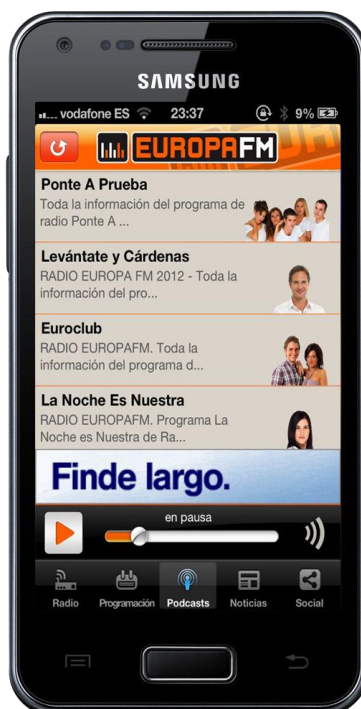 SAMSUNG
vodafone ES 23:37 9%
EUROPAFM
Ponte A Prueba
Toda la información del programa de
radio Ponte A ...
Levántate y Cárdenas
RADIO EUROPA FM 2012 - Toda la
información del pro...
Euroclub
RADIO EUROPAFM. Toda la
información del programa d...
La Noche Es Nuestra
RADIO EUROPAFM. Programa La
Noche es Nuestra de Ra...
Finde largo.
en pausa
Radio Programación Podcasts Noticias Social